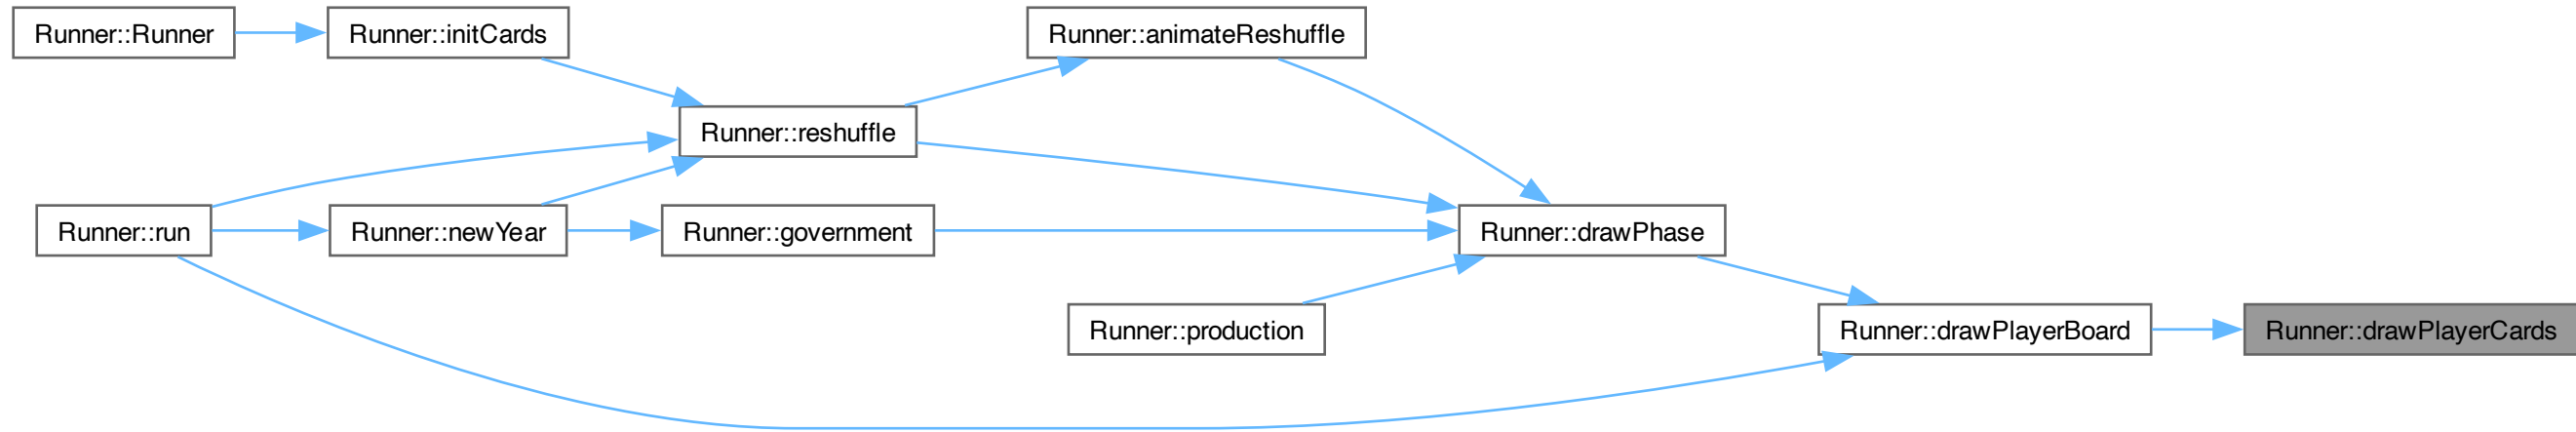 Runner::Runner
Runner::initCards
Runner::animateReshuffle
Runner::reshuffle
Runner::run
Runner::newYear
Runner::government
Runner::drawPhase
Runner::production
Runner::drawPlayerBoard
Runner::drawPlayerCards